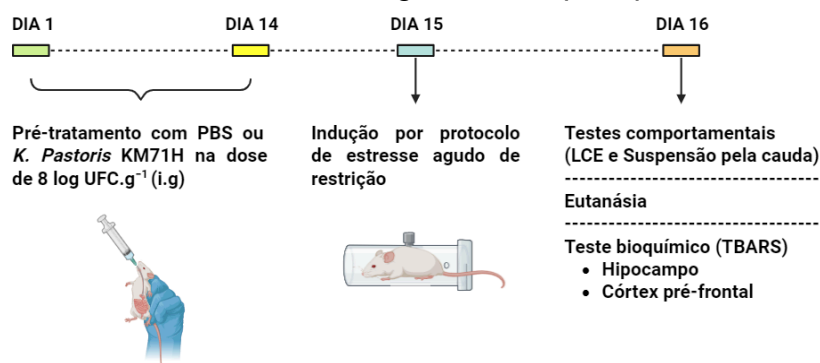 DIA 1
DIA 14
DIA 15
DIA 16
Pré-tratamento com PBS ou
K. Pastoris KM71H na dose
de 8 log UFC.g⁻¹ (i.g)
Indução por protocolo
de estresse agudo de
restrição
Testes comportamentais
(LCE e Suspensão pela cauda)
Eutanásia
Teste bioquímico (TBARS)
• Hipocampo
• Córtex pré-frontal